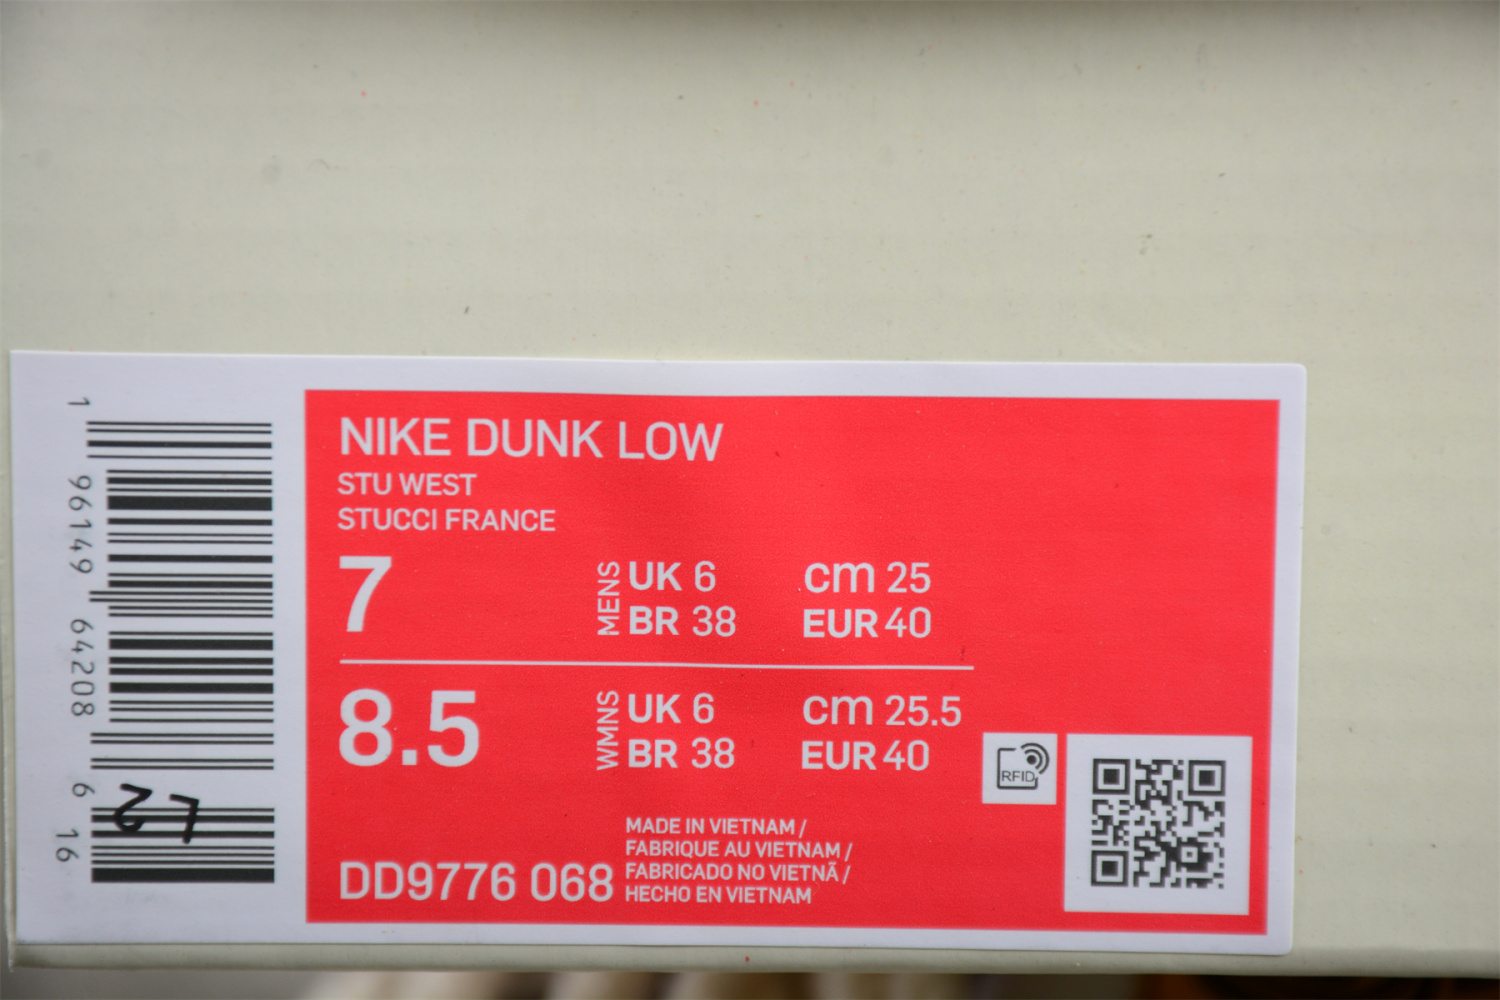 1
96149
64208
6
16
L2
NIKE DUNK LOW
STU WEST
STUCCI FRANCE
7
MENS
UK 6
cm 25
BR 38
EUR 40
8.5
WMNS
UK 6
cm 25.5
BR 38
EUR 40
RFID
MADE IN VIETNAM /
FABRIQUE AU VIETNAM /
FABRICADO NO VIETNÃ /
HECHO EN VIETNAM
DD9776 068